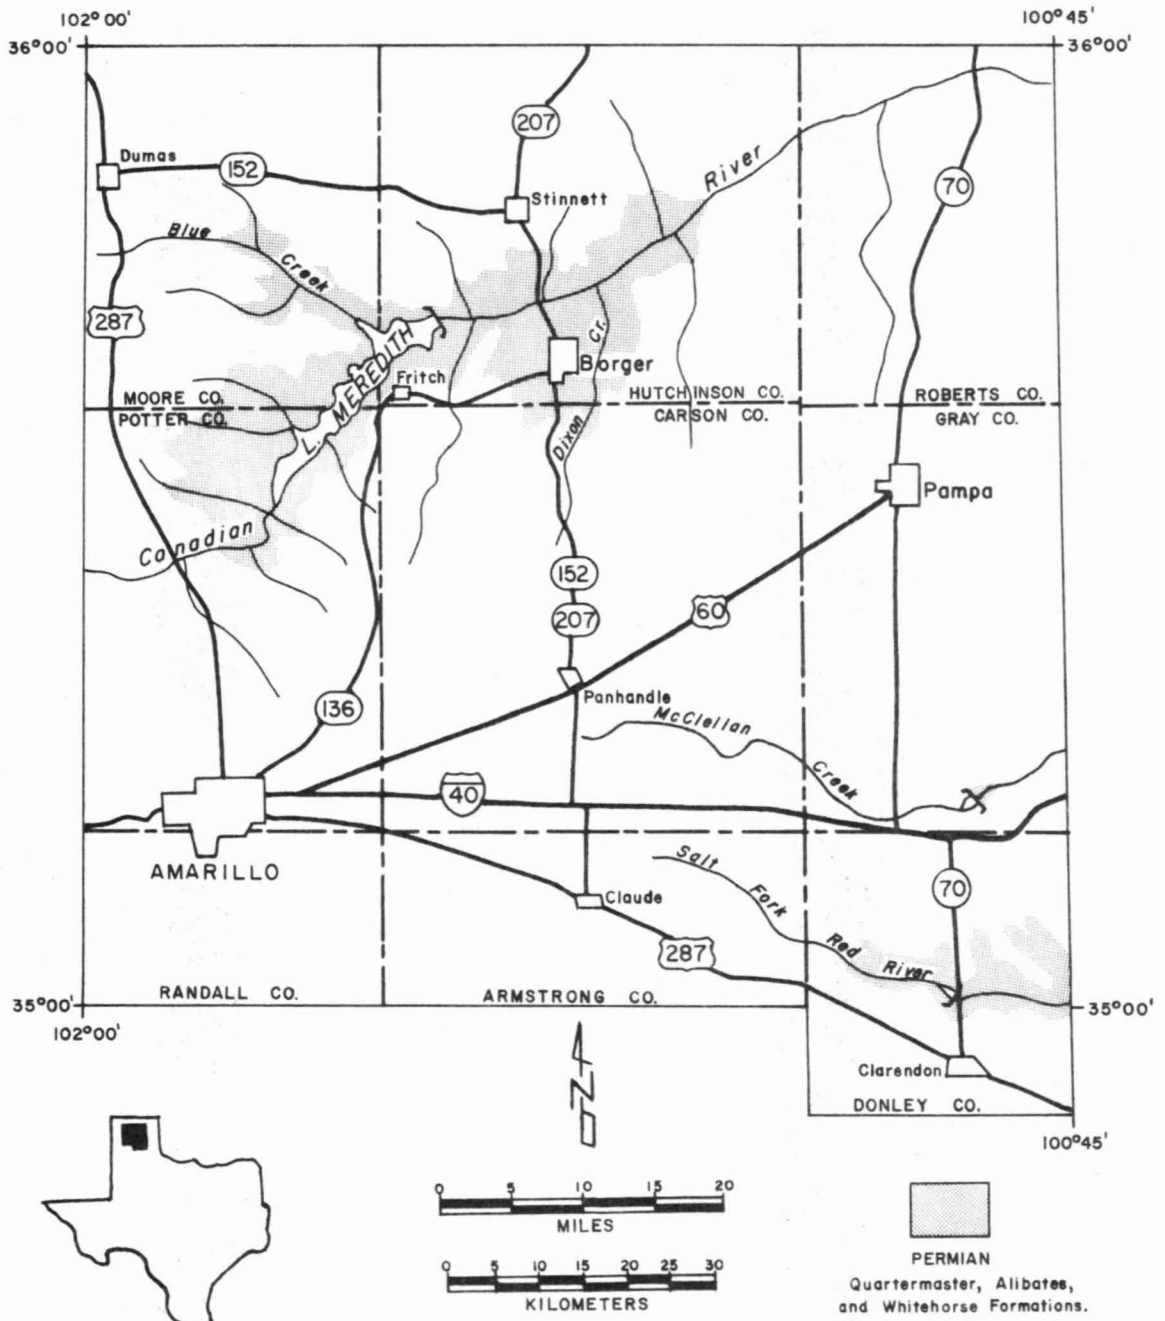 102°00'
100°45'
36°00'
36°00'
207
Dumas
152
River
70
Stinnett
Blue
Creek
287
Cr.
L. MEREDITH
Borger
Fritch
MOORE CO.
HUTCHINSON CO.
ROBERTS CO.
POTTER CO.
CARSON CO.
GRAY CO.
Dixon
Pampa
Canadian
152
60
207
Panhandle
136
McClellan
Creek
40
AMARILLO
Salt
Fork
70
Claude
Red River
287
RANDALL CO.
ARMSTRONG CO.
35°00'
35°00'
102°00'
N
Clarendon
DONLEY CO.
100°45'
0 5 10 15 20
MILES
0 5 10 15 20 25 30
KILOMETERS
PERMIAN
Quartermaster, Alibates,
and Whitehorse Formations.